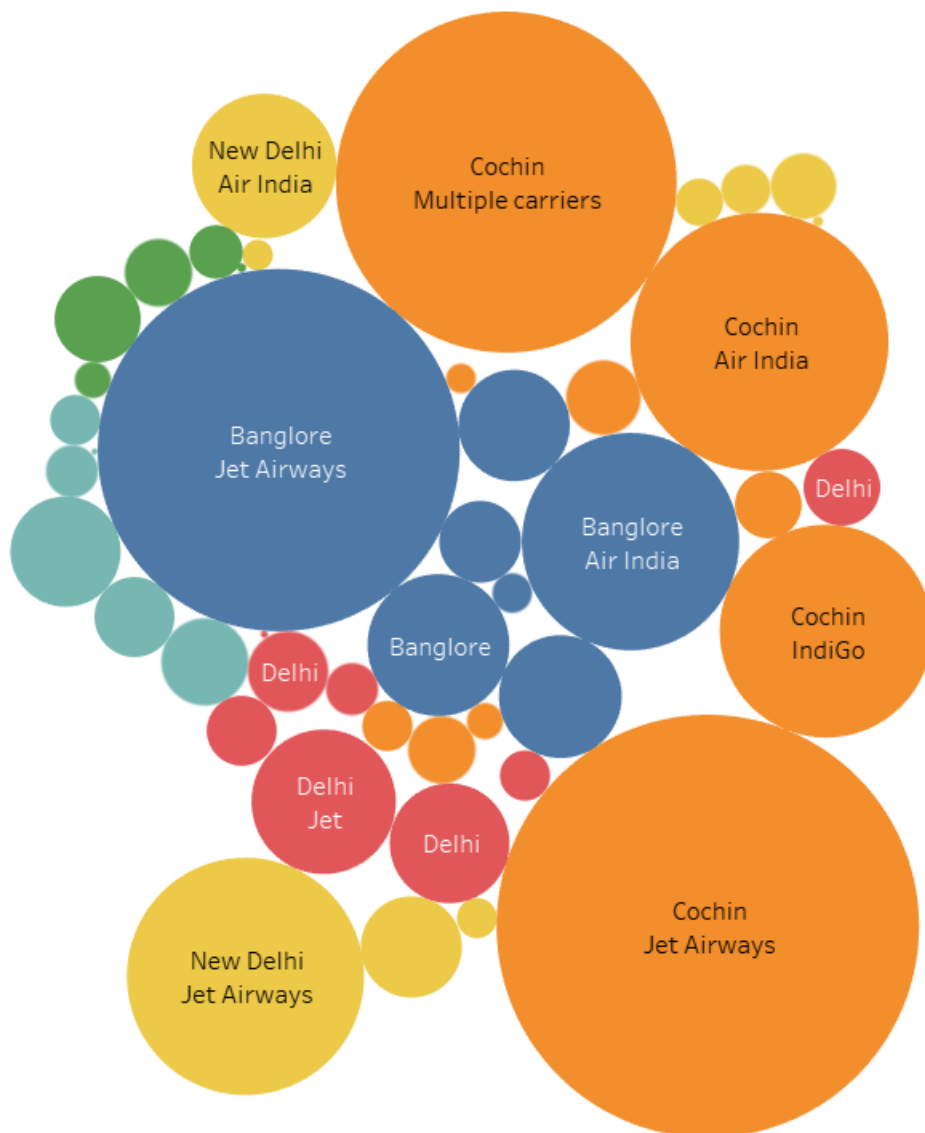 New Delhi
Air India
Cochin
Multiple carriers
Cochin
Air India
Banglore
Jet Airways
Delhi
Banglore
Air India
Cochin
IndiGo
Banglore
Delhi
Delhi
Jet
Delhi
Cochin
Jet Airways
New Delhi
Jet Airways